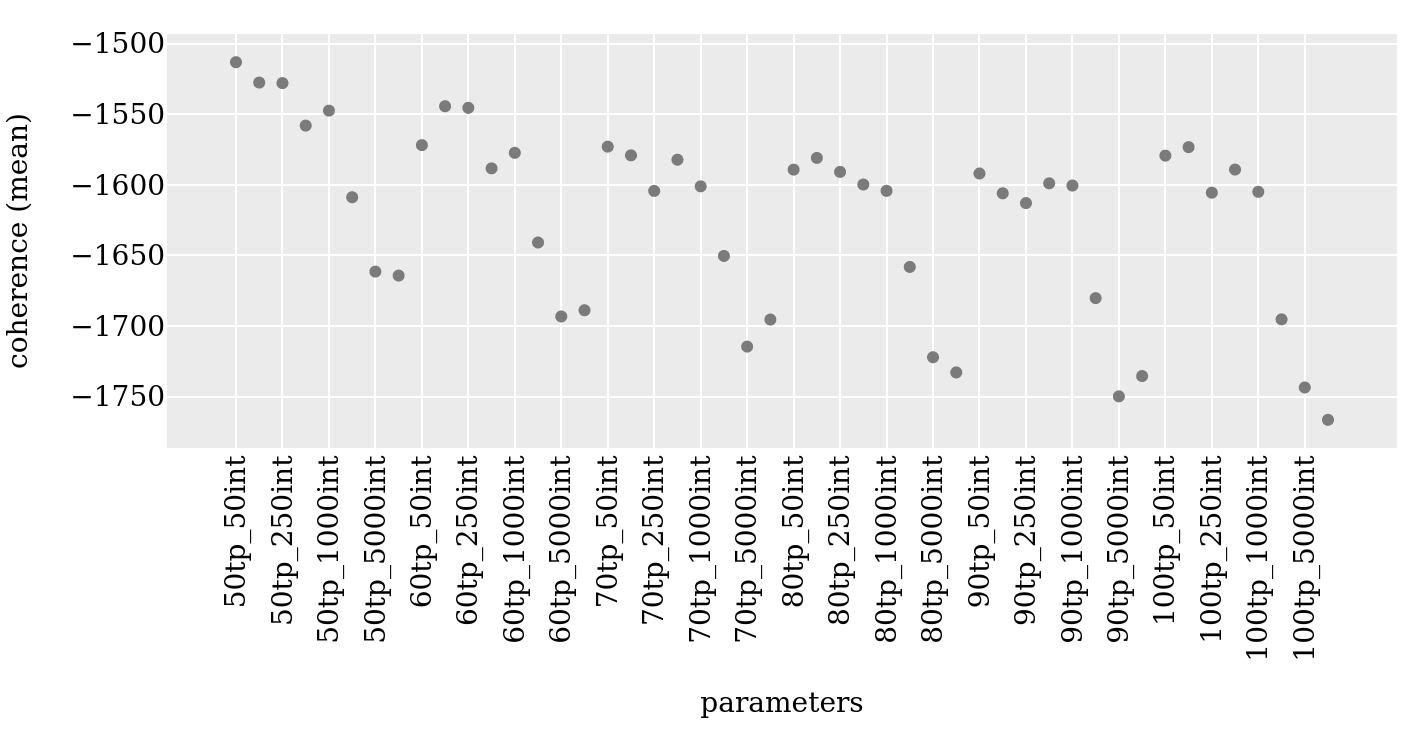 −1500
−1550
−1600
−1650
−1700
−1750
coherence (mean)
50tp_50int
50tp_250int
50tp_1000int
50tp_5000int
60tp_50int
60tp_250int
60tp_1000int
60tp_5000int
70tp_50int
70tp_250int
70tp_1000int
70tp_5000int
80tp_50int
80tp_250int
80tp_1000int
80tp_5000int
90tp_50int
90tp_250int
90tp_1000int
90tp_5000int
100tp_50int
100tp_250int
100tp_1000int
100tp_5000int
parameters